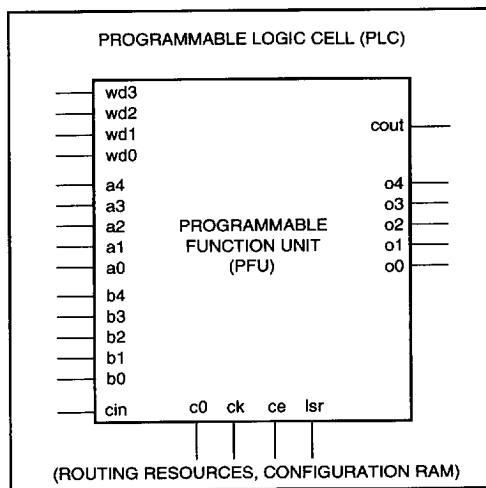 PROGRAMMABLE LOGIC CELL (PLC)
wd3
wd2
wd1
wd0
a4
a3
a2
a1
a0
b4
b3
b2
b1
b0
cin
PROGRAMMABLE
FUNCTION UNIT
(PFU)
cout
o4
o3
o2
o1
o0
c0 ck ce lsr
(ROUTING RESOURCES, CONFIGURATION RAM)